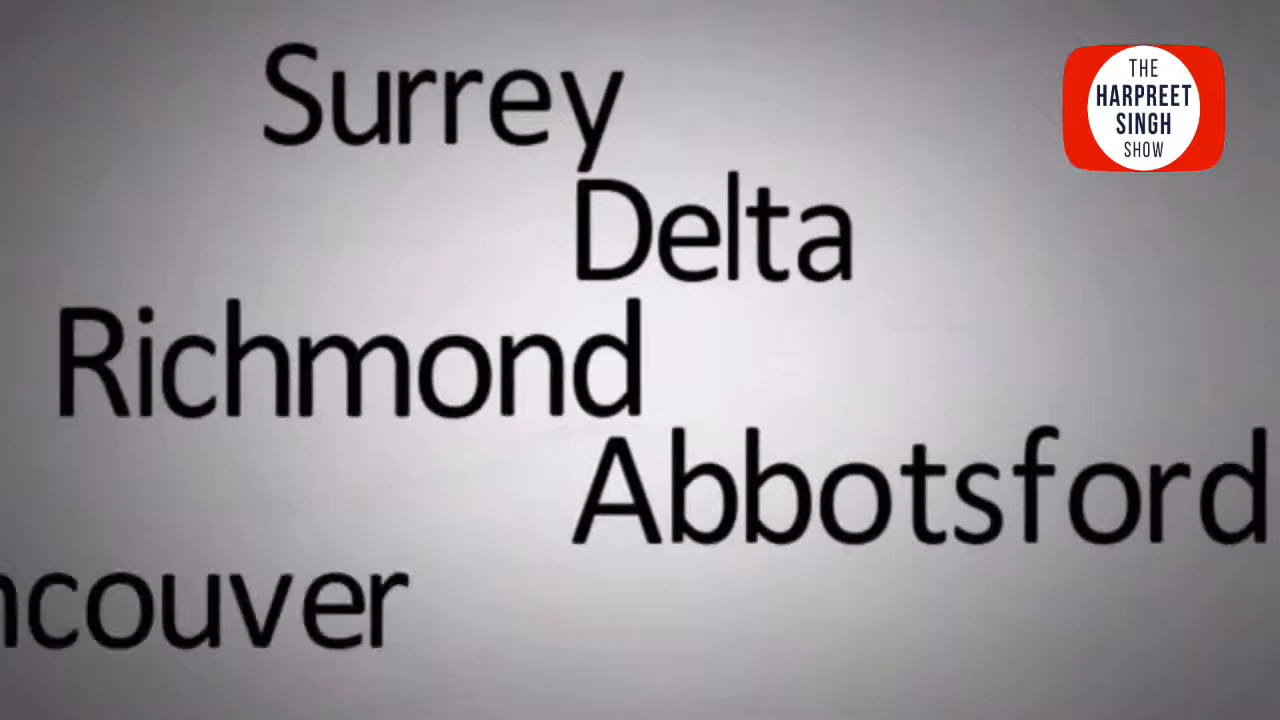 Surrey
THE
HARPREET
SINGH
SHOW
Delta
Richmond
Abbotsford
ncouver